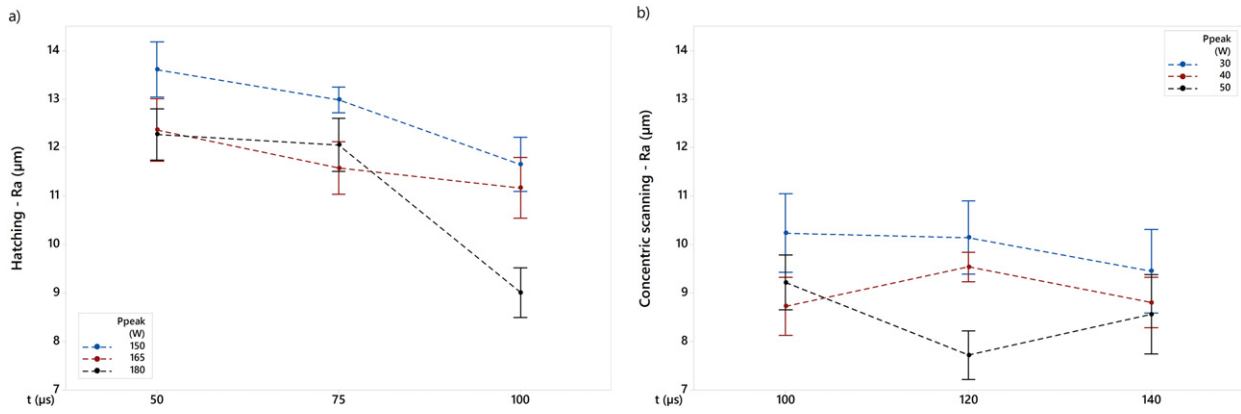 a)
Hatching - Ra (µm)
14
13
12
11
10
9
8
7
Ppeak
(W)
150
165
180
t (µs)
50
75
100
b)
Concentric scanning - Ra (µm)
14
13
12
11
10
9
8
7
Ppeak
(W)
30
40
50
t (µs)
100
120
140